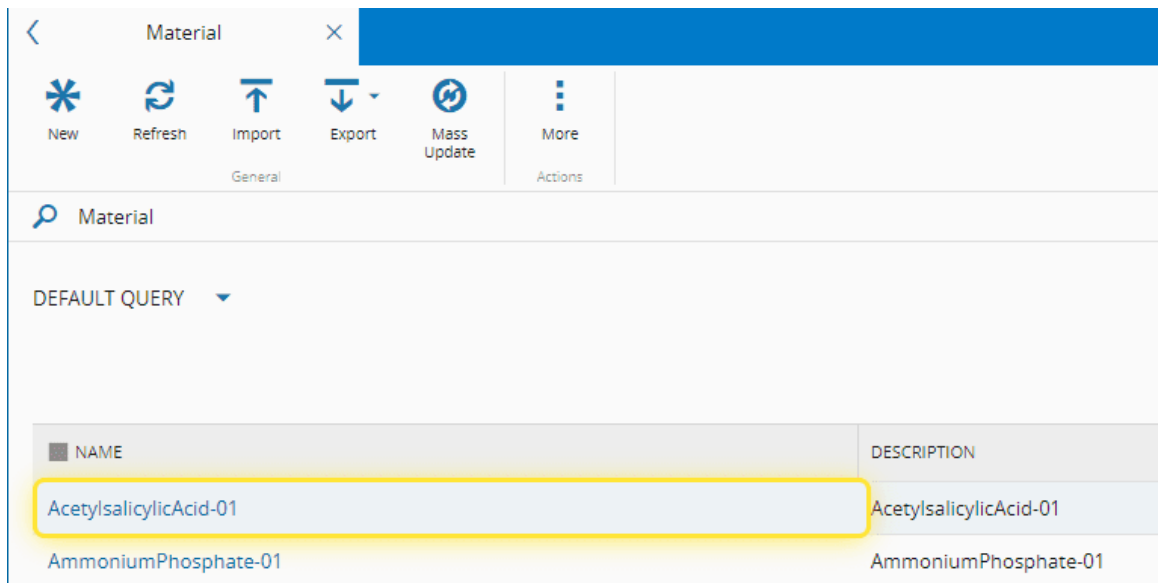 Material
New Refresh Import Export Mass Update More
General Actions
Material
DEFAULT QUERY
NAME DESCRIPTION
AcetylsalicylicAcid-01 AcetylsalicylicAcid-01
AmmoniumPhosphate-01 AmmoniumPhosphate-01